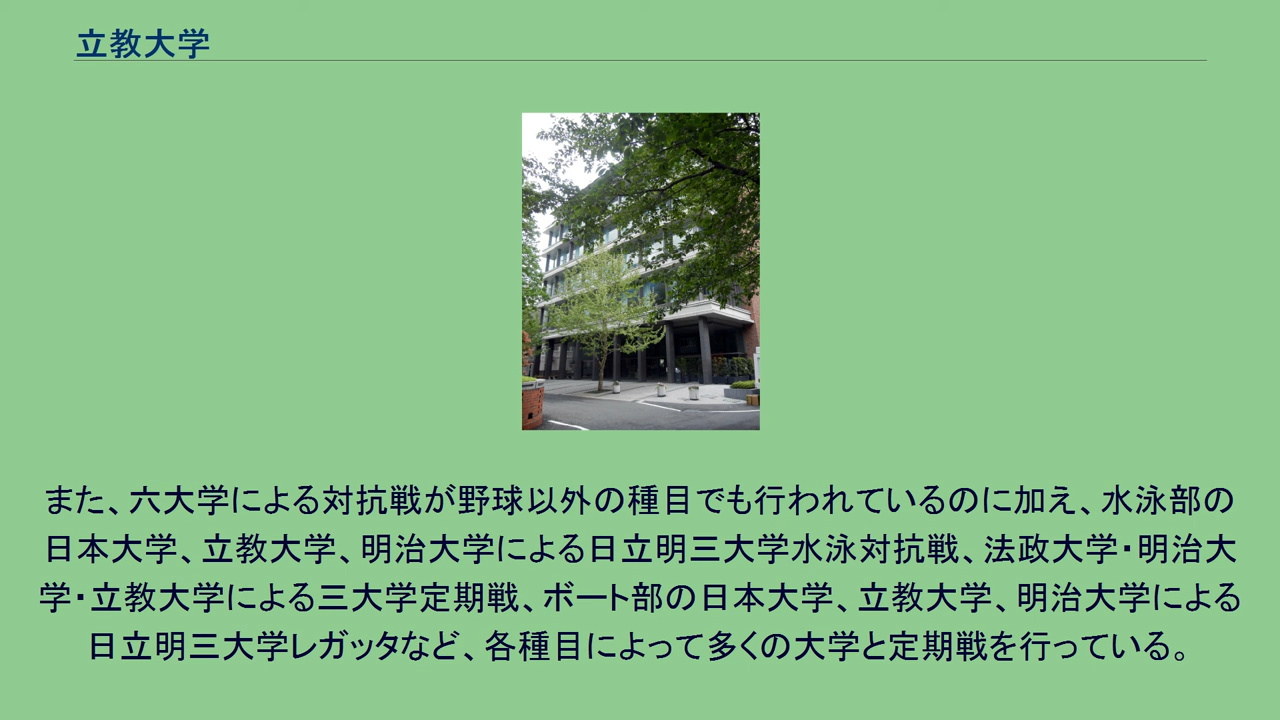 立教大学
また、六大学による対抗戦が野球以外の種目でも行われているのに加え、水泳部の
日本大学、立教大学、明治大学による日立明三大学水泳対抗戦、法政大学・明治大
学・立教大学による三大学定期戦、ボート部の日本大学、立教大学、明治大学による
日立明三大学レガッタなど、各種目によって多くの大学と定期戦を行っている。